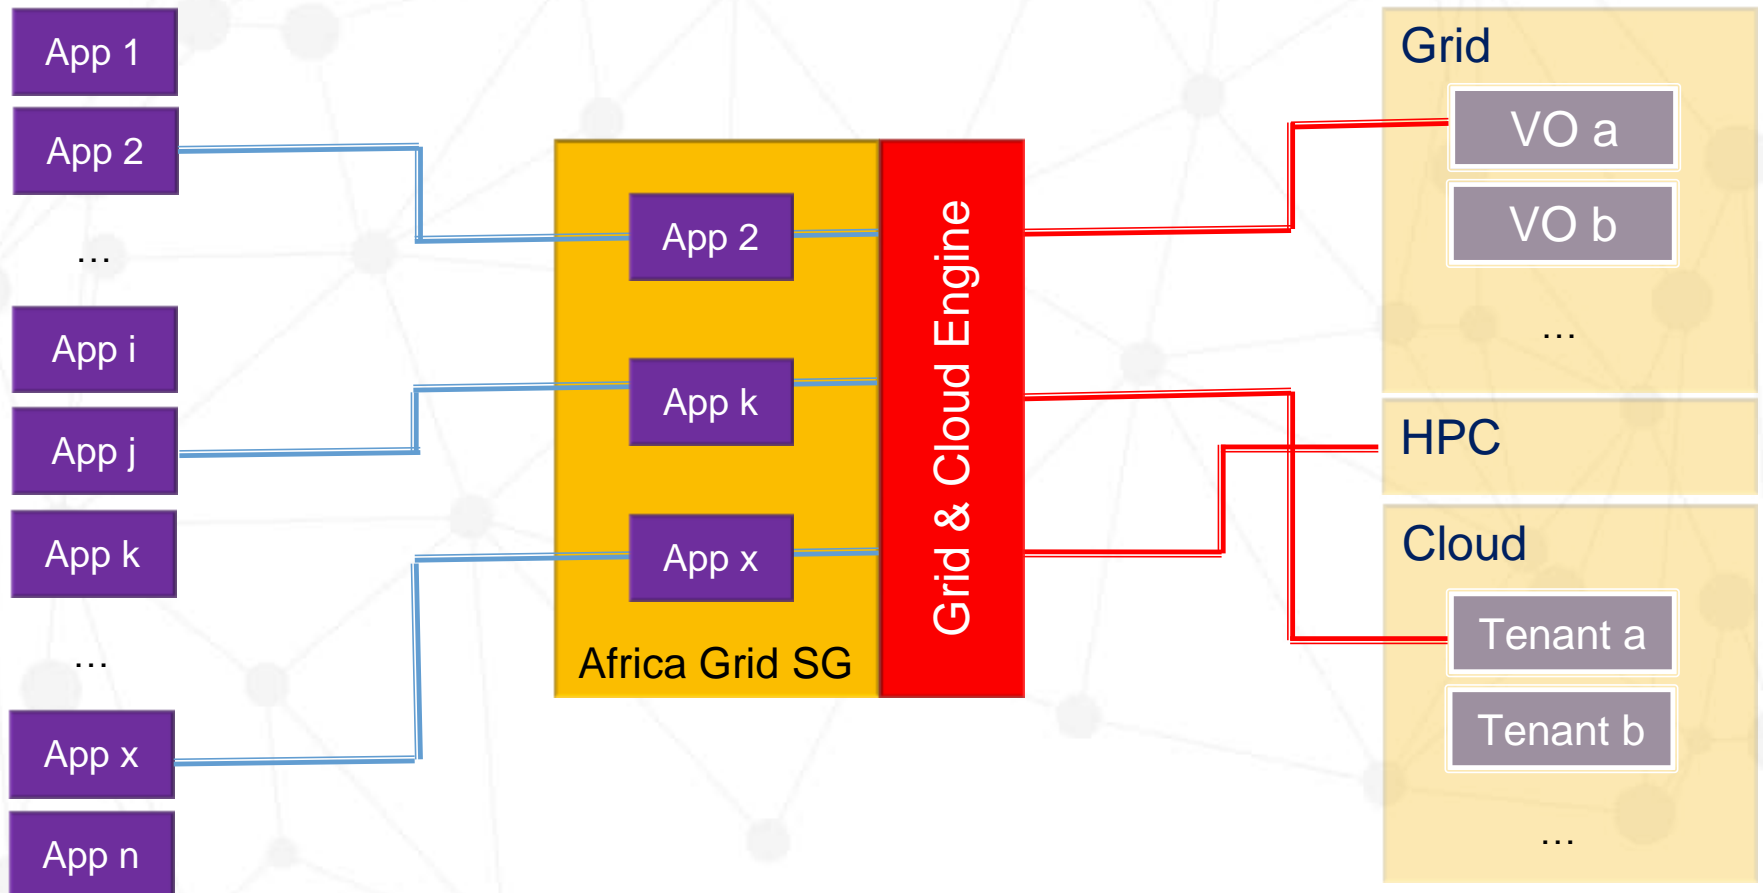 App 1
App 2
...
App i
App j
App k
...
App x
App n
App 2
App k
App x
Africa Grid SG
Grid & Cloud Engine
Grid
VO a
VO b
...
HPC
Cloud
Tenant a
Tenant b
...